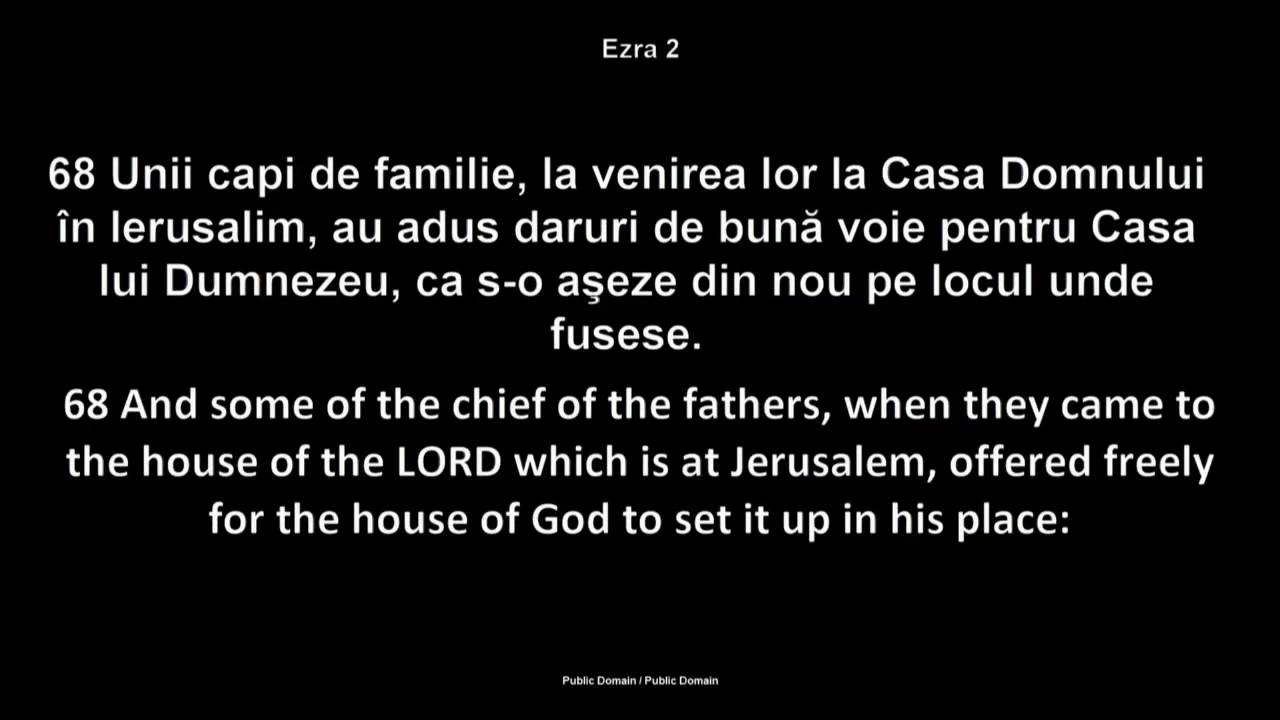 Ezra 2
68 Unii capi de familie, la venirea lor la Casa Domnului
în Ierusalim, au adus daruri de bună voie pentru Casa
lui Dumnezeu, ca s-o aşeze din nou pe locul unde
fusese.
68 And some of the chief of the fathers, when they came to
the house of the LORD which is at Jerusalem, offered freely
for the house of God to set it up in his place:
Public Domain / Public Domain